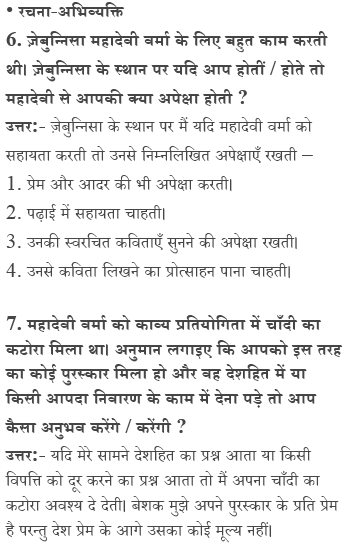 • रचना-अभिव्यक्ति
6. ज़ेबुन्निसा महादेवी वर्मा के लिए बहुत काम करती
थी। ज़ेबुन्निसा के स्थान पर यदि आप होतीं / होते तो
महादेवी से आपकी क्या अपेक्षा होती ?
उत्तर:- ज़ेबुन्निसा के स्थान पर मैं यदि महादेवी वर्मा को
सहायता करती तो उनसे निम्नलिखित अपेक्षाएँ रखती –
1. प्रेम और आदर की भी अपेक्षा करती।
2. पढ़ाई में सहायता चाहती।
3. उनकी स्वरचित कविताएँ सुनने की अपेक्षा रखती।
4. उनसे कविता लिखने का प्रोत्साहन पाना चाहती।
7. महादेवी वर्मा को काव्य प्रतियोगिता में चाँदी का
कटोरा मिला था। अनुमान लगाइए कि आपको इस तरह
का कोई पुरस्कार मिला हो और वह देशहित में या
किसी आपदा निवारण के काम में देना पड़े तो आप
कैसा अनुभव करेंगे / करेंगी ?
उत्तर:- यदि मेरे सामने देशहित का प्रश्न आता या किसी
विपत्ति को दूर करने का प्रश्न आता तो मैं अपना चाँदी का
कटोरा अवश्य दे देती। बेशक मुझे अपने पुरस्कार के प्रति प्रेम
है परन्तु देश प्रेम के आगे उसका कोई मूल्य नहीं।